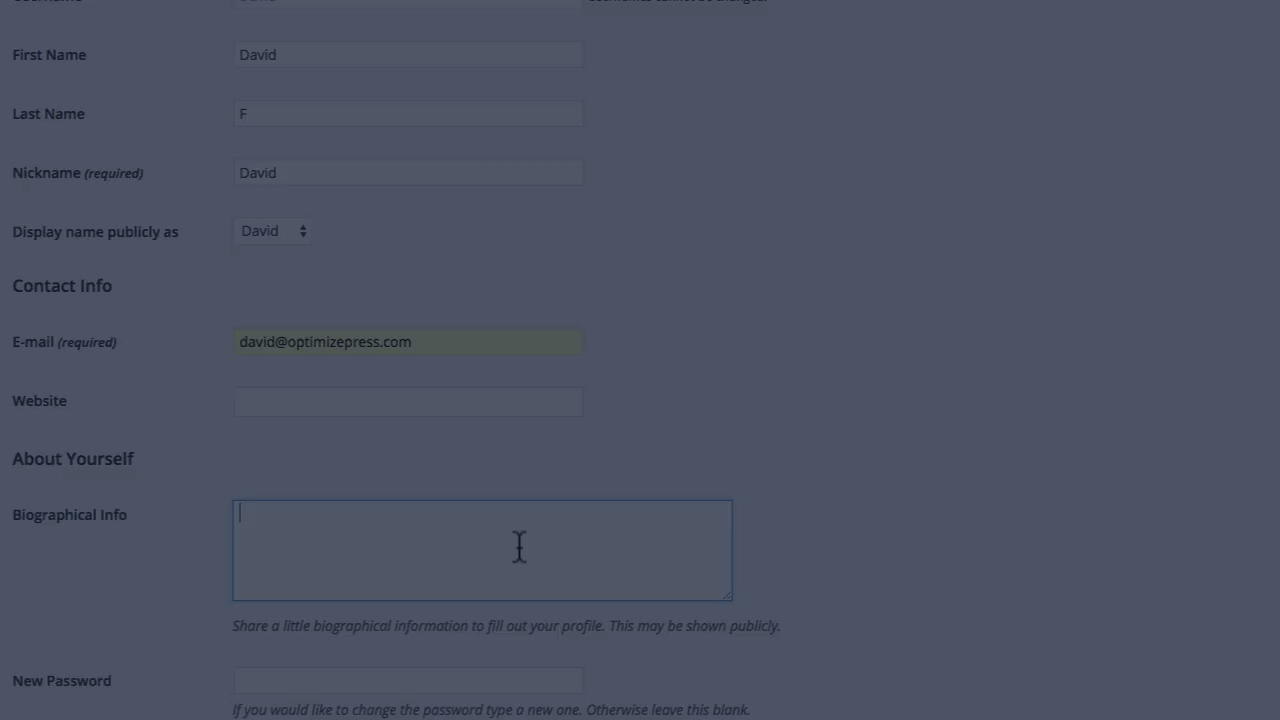 First Name David
Last Name F
Nickname (required) David
Display name publicly as David
Contact Info
E-mail (required) david@optimizepress.com
Website
About Yourself
Biographical Info
Share a little biographical information to fill out your profile. This may be shown publicly.
New Password
If you would like to change the password type a new one. Otherwise leave this blank.